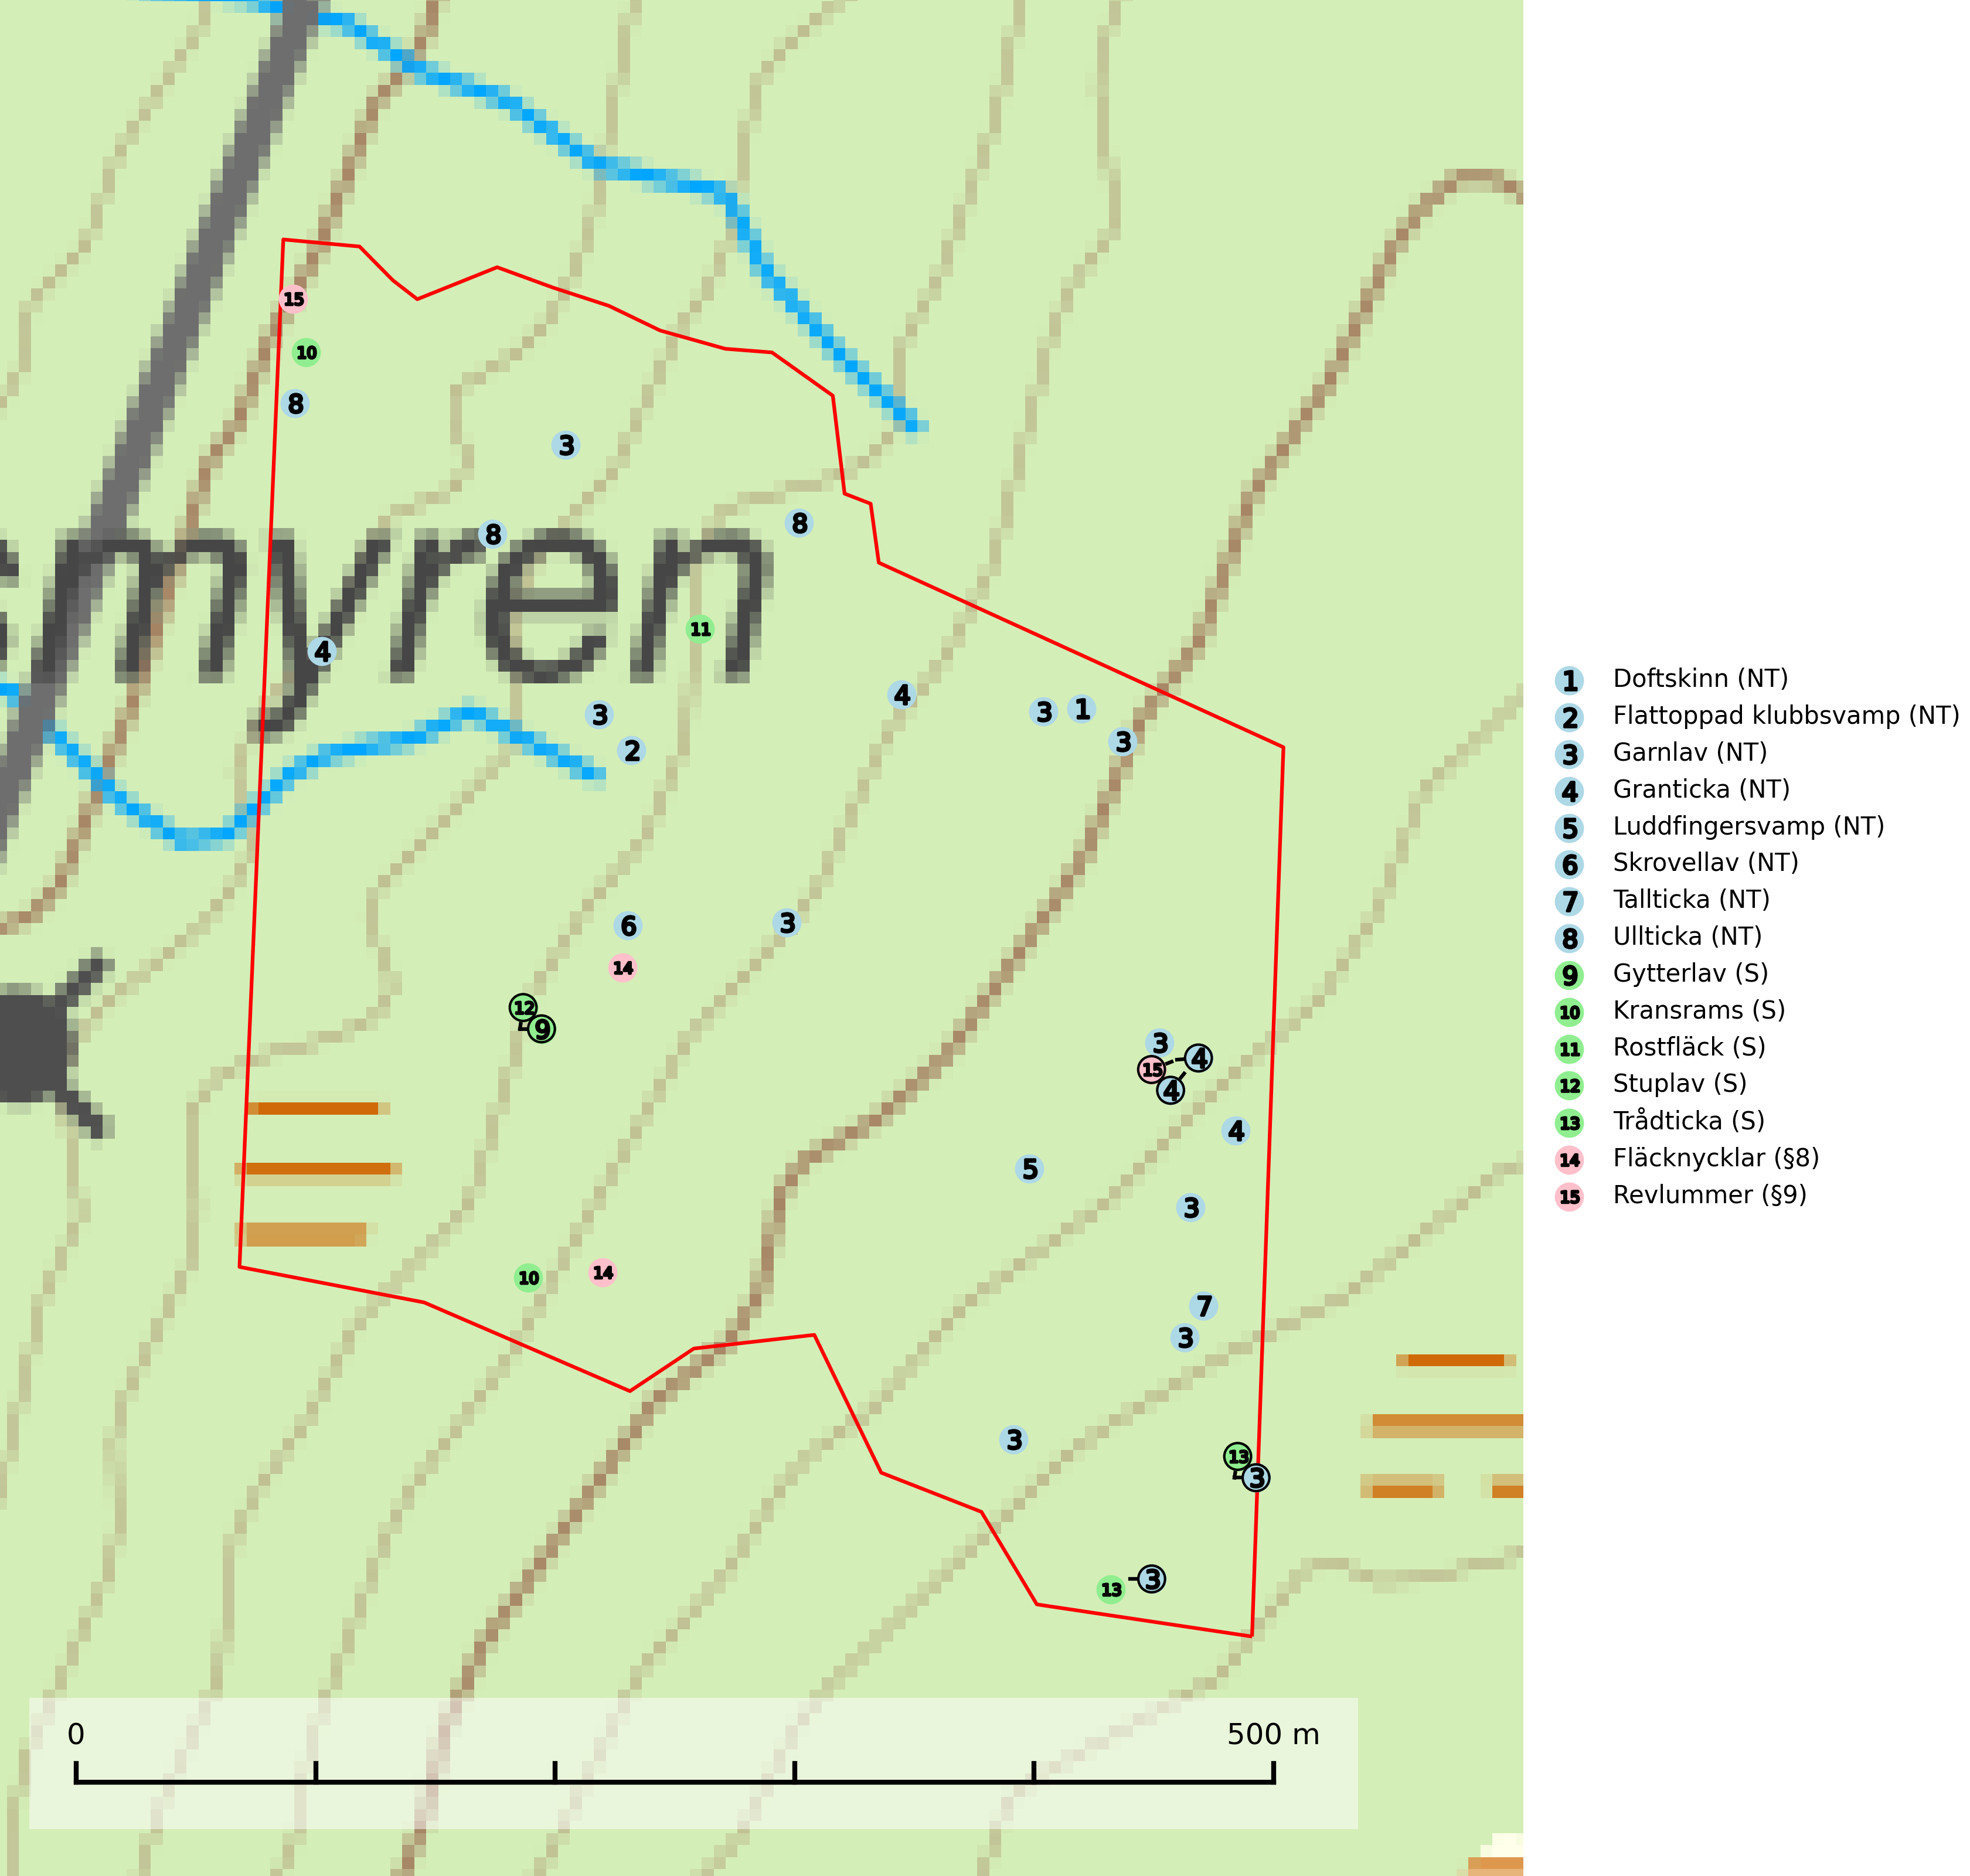 15
10
8
3
8
8
myren
11
4
4
3
3
1
2
3
6
3
14
12
9
3
4
15
4
4
5
3
10
14
7
3
3
13
3
13
3
0
500 m
1 Doftskinn (NT)
2 Flattoppad klubbsvamp (NT)
3 Garnlav (NT)
4 Granticka (NT)
5 Luddfingersvamp (NT)
6 Skrovellav (NT)
7 Tallticka (NT)
8 Ullticka (NT)
9 Gytterlav (S)
10 Kransrams (S)
11 Rostfläck (S)
12 Stuplav (S)
13 Trådticka (S)
14 Fläcknycklar (§8)
15 Revlummer (§9)